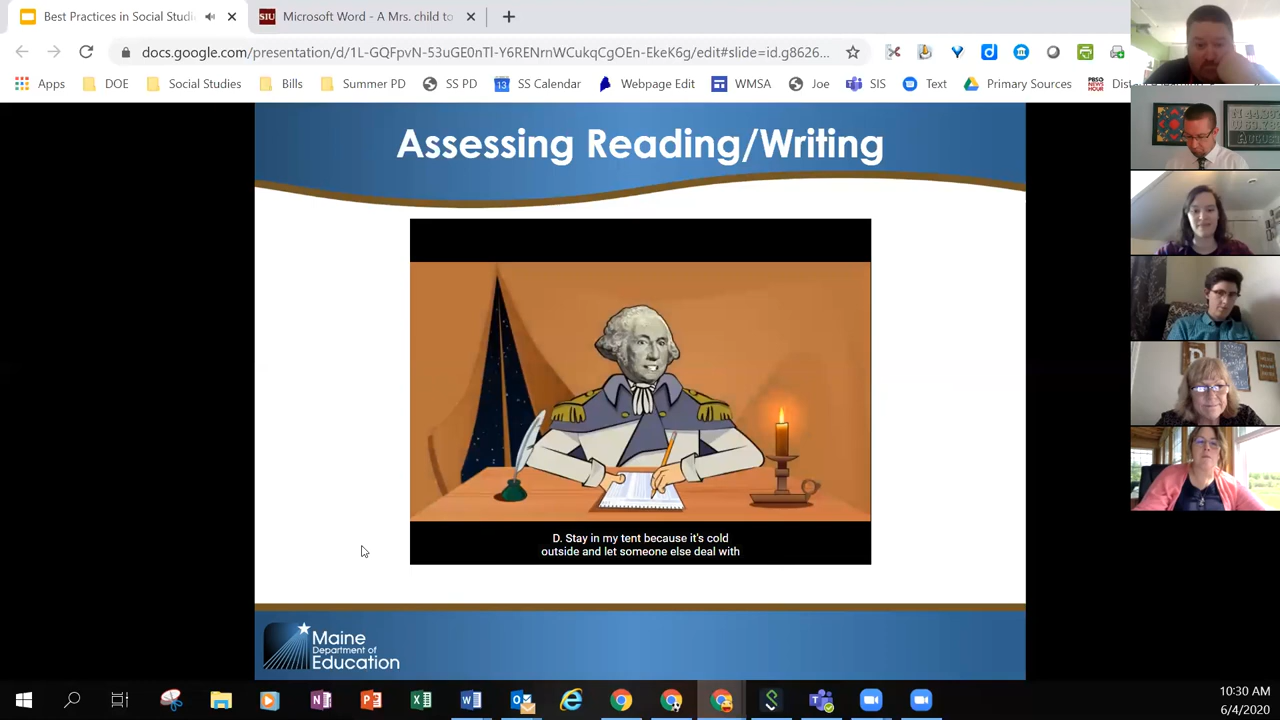 Best Practices in Social Studi
Microsoft Word - A Mrs. child to
docs.google.com/presentation/d/1L-GQFpvN-53uGE0nTI-Y6RENrnWCukqCgOEn-EkeK6g/edit#slide=id.g8626...
Apps DOE Social Studies Bills Summer PD SS PD SS Calendar Webpage Edit WMSA Joe SIS Text Primary Sources
Assessing Reading/Writing
D. Stay in my tent because it's cold
outside and let someone else deal with
Maine
Department of
Education
10:30 AM
6/4/2020